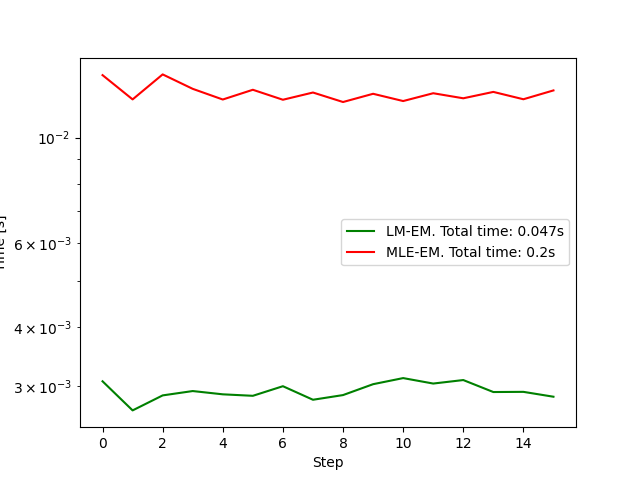 10⁻²
6 × 10⁻³
4 × 10⁻³
3 × 10⁻³
LM-EM. Total time: 0.047s
MLE-EM. Total time: 0.2s
0 2 4 6 8 10 12 14
Step